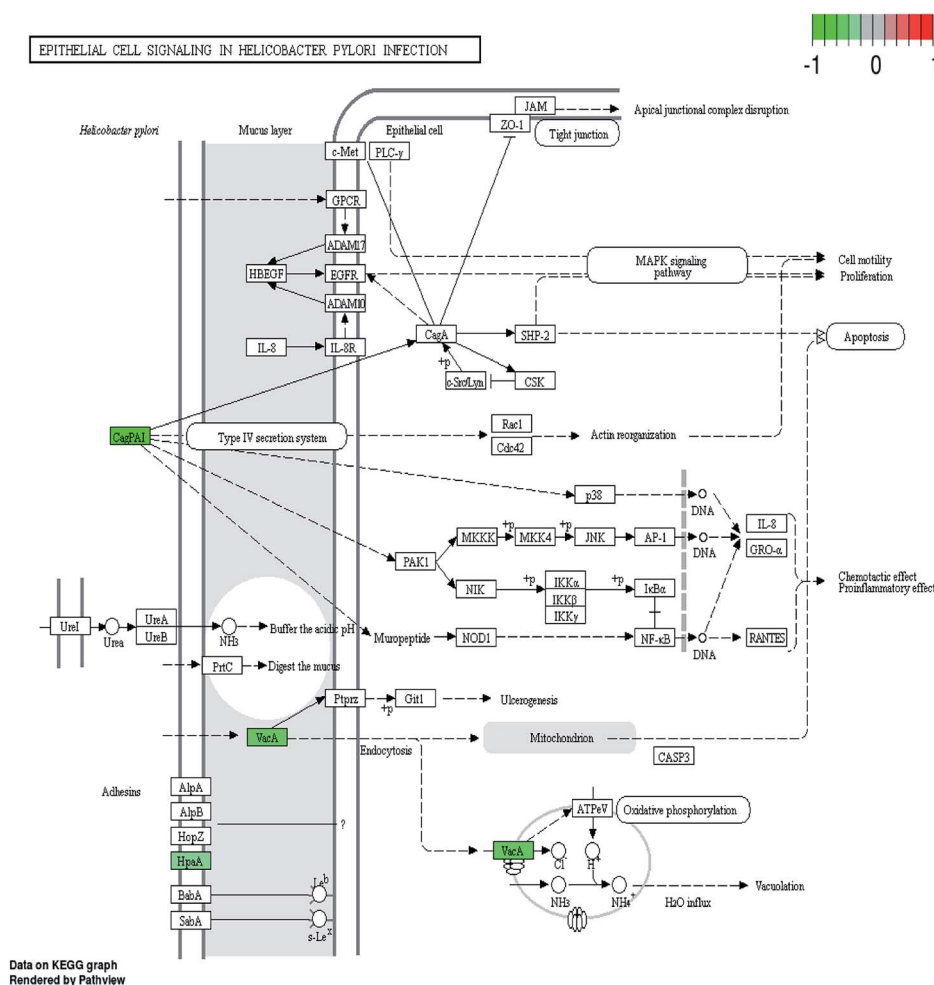 EPITHELIAL CELL SIGNALING IN HELICOBACTER PYLORI INFECTION
-1 0 1
Helicobacter pylori
Mucus layer
Epithelial cell
JAM
Apical junctional complex disruption
ZO-1
Tight junction
c-Met
PLC-γ
GPCR
ADAM17
HBEGF
EGFR
ADAM10
IL-8
IL-8R
MAPK signaling
pathway
Cell motility
Proliferation
CagA
SHP-2
Apoptosis
+p
c-Src/Lyn
CSK
CagPAI
Type IV secretion system
Rac1
Cdc42
Actin reorganization
p38
DNA
IL-8
GRO-α
PAK1
MKKK
+p
MKK4
+p
JNK
AP-1
DNA
NIK
+p
IKKα
IKKβ
IKKγ
+p
IκBα
Chemotactic effect
Proinflammatory effect
Muropeptide
NOD1
NF-κB
DNA
RANTES
UreI
Urea
UreA
UreB
NH3
Buffer the acidic pH
PrtC
Digest the mucus
Ptprz
+p
Git1
Ulcerogenesis
VacA
Endocytosis
Mitochondrion
CASP3
Adhesins
AlpA
AlpB
HopZ
HpaA
BabA
SabA
?
Le b
s-Le x
ATPeV
Oxidative phosphorylation
VacA
Cl-
H+
NH3
NH4+
H2O influx
Vacuolation
Data on KEGG graph
Rendered by Pathview